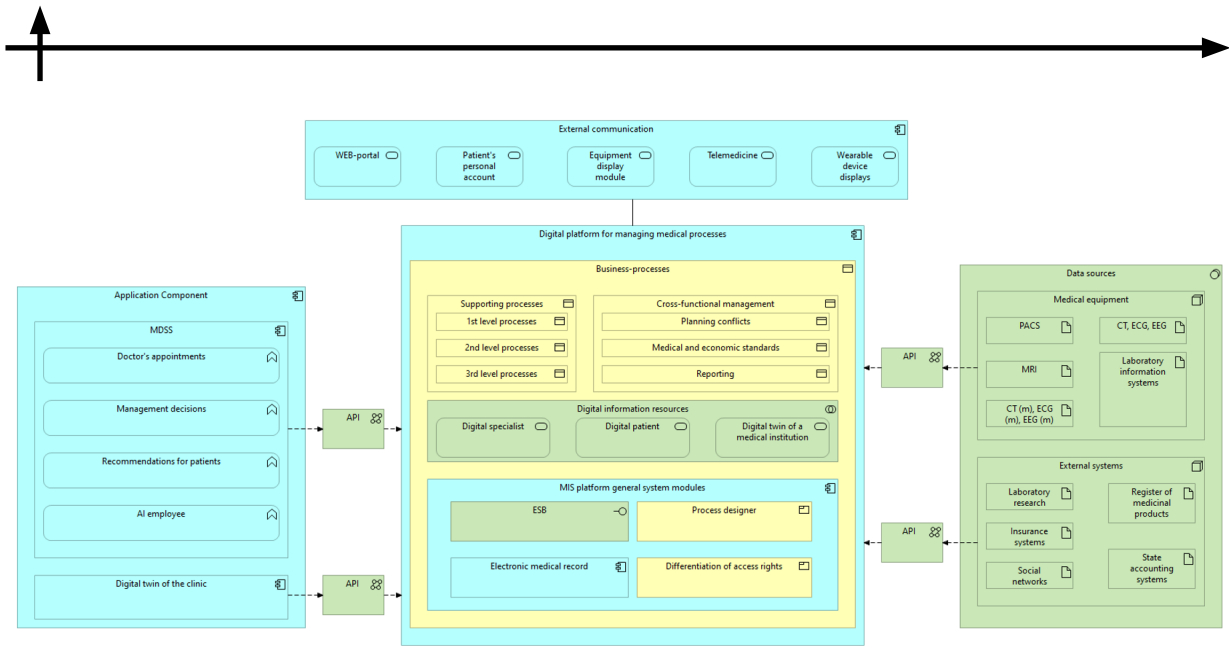 External communication
WEB-portal
Patient's
personal
account
Equipment
display
module
Telemedicine
Wearable
device
displays
Digital platform for managing medical processes
Business-processes
Supporting processes
1st level processes
2nd level processes
3rd level processes
Cross-functional management
Planning conflicts
Medical and economic standards
Reporting
Digital information resources
Digital specialist
Digital patient
Digital twin of a
medical institution
MIS platform general system modules
ESB
Process designer
Electronic medical record
Differentiation of access rights
Application Component
MDSS
Doctor's appointments
Management decisions
Recommendations for patients
AI employee
Digital twin of the clinic
API
API
API
API
Data sources
Medical equipment
PACS
CT, ECG, EEG
MRI
Laboratory
information
systems
CT (m), ECG
(m), EEG (m)
External systems
Laboratory
research
Register of
medicinal
products
Insurance
systems
Social
networks
State
accounting
systems